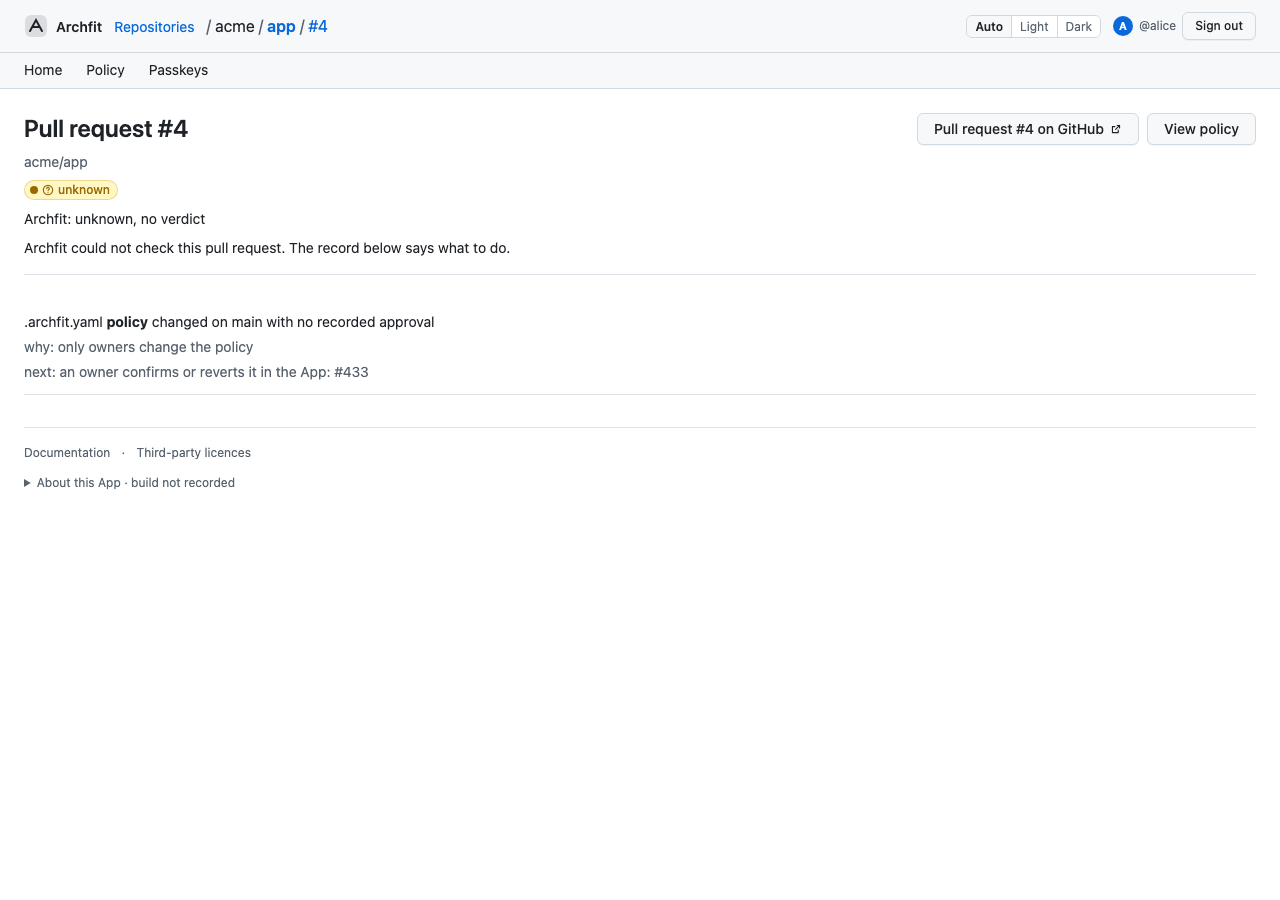 Archfit Repositories / acme / app / #4 Auto Light Dark A @alice Sign out
Home Policy Passkeys
Pull request #4 Pull request #4 on GitHub View policy
acme/app
unknown
Archfit: unknown, no verdict
Archfit could not check this pull request. The record below says what to do.
.archfit.yaml policy changed on main with no recorded approval
why: only owners change the policy
next: an owner confirms or reverts it in the App: #433
Documentation · Third-party licences
About this App · build not recorded